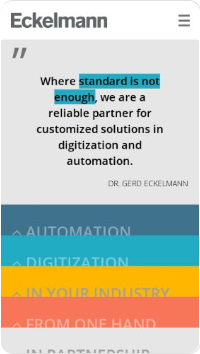 Eckelmann
"
Where standard is not
enough, we are a
reliable partner for
customized solutions in
digitization and
automation.
DR. GERD ECKELMANN
AUTOMATION
DIGITIZATION
IN YOUR INDUSTRY
FROM ONE HAND
IN PARTNERSHIP